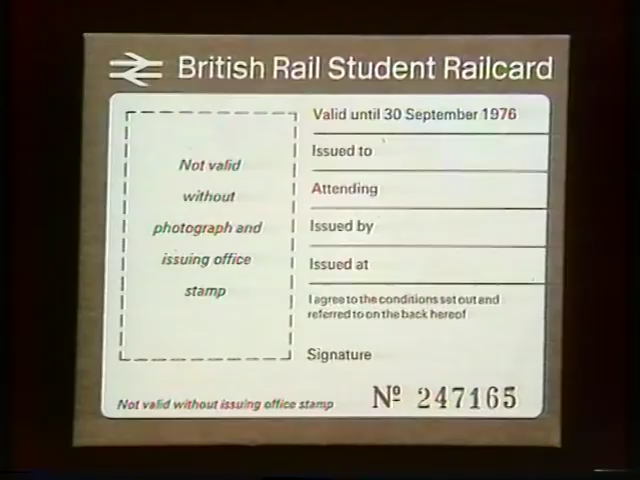 British Rail Student Railcard
Not valid
without
photograph and
issuing office
stamp
Valid until 30 September 1976
Issued to
Attending
Issued by
Issued at
I agree to the conditions set out and
referred to on the back hereof
Signature
Not valid without issuing office stamp
Nº 247165